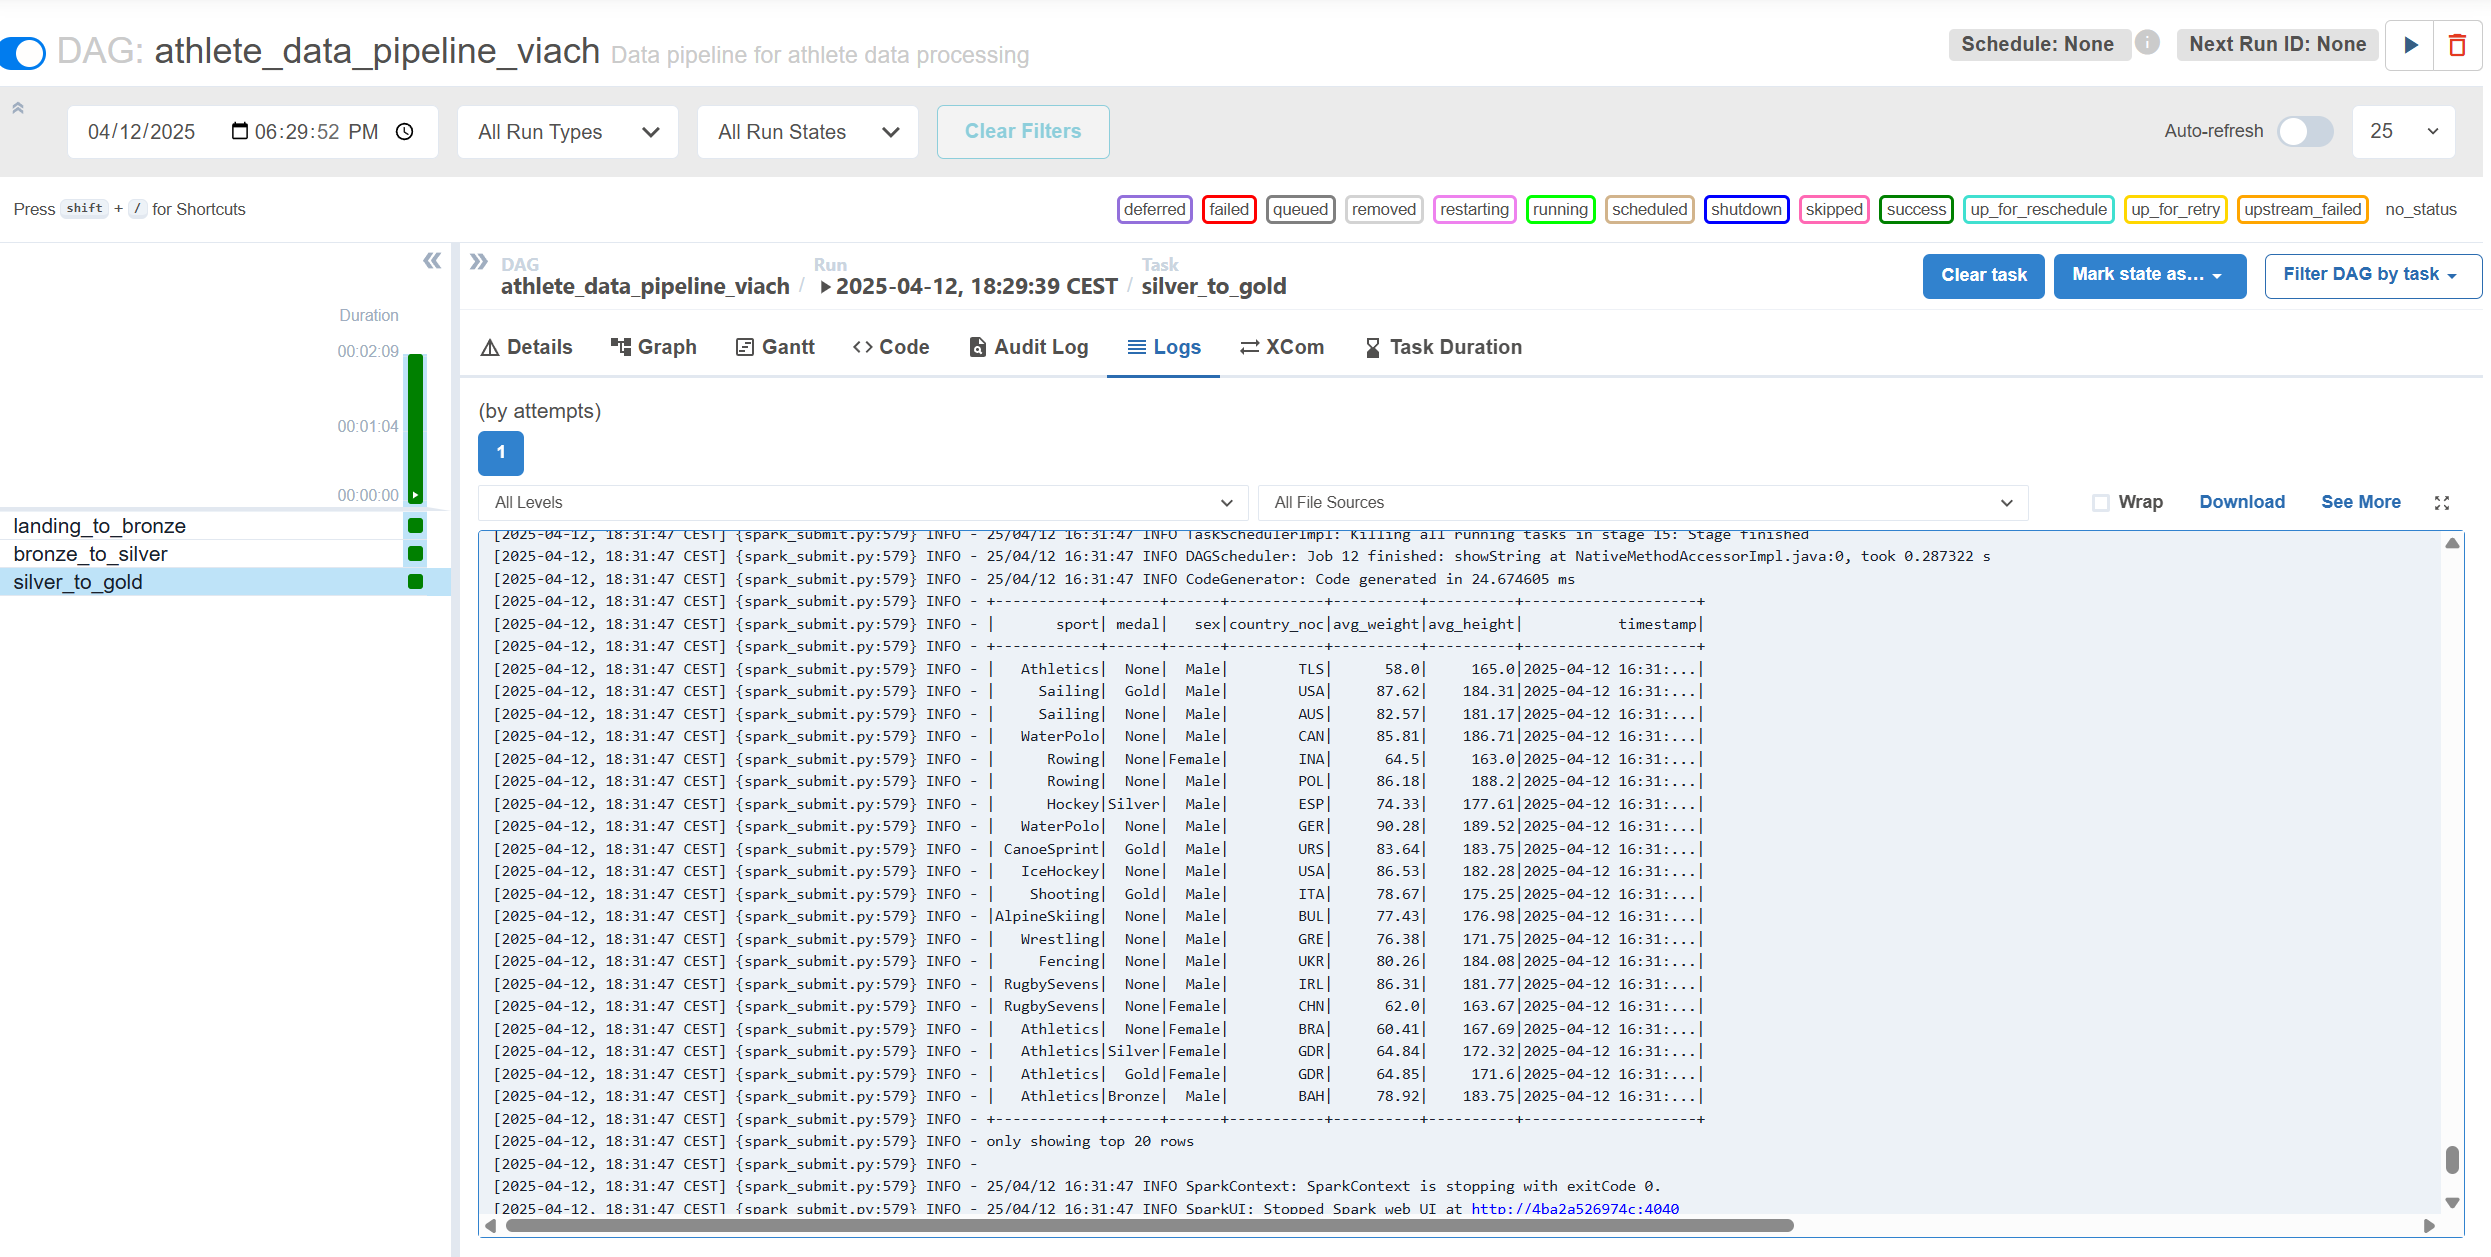 DAG: athlete_data_pipeline_viach Data pipeline for athlete data processing
Schedule: None
Next Run ID: None
04/12/2025 06:29:52 PM
All Run Types
All Run States
Clear Filters
Auto-refresh
25
Press shift + / for Shortcuts
deferred failed queued removed restarting running scheduled shutdown skipped success up_for_reschedule up_for_retry upstream_failed no_status
Duration
00:02:09
00:01:04
00:00:00
landing_to_bronze
bronze_to_silver
silver_to_gold
DAG Run Task
athlete_data_pipeline_viach / 2025-04-12, 18:29:39 CEST / silver_to_gold
Clear task
Mark state as...
Filter DAG by task
Details Graph Gantt Code Audit Log Logs XCom Task Duration
(by attempts)
1
All Levels
All File Sources
Wrap
Download
See More
[2025-04-12, 18:31:47 CEST] {spark_submit.py:579} INFO - 25/04/12 16:31:47 INFO TaskSchedulerImpl: Killing all running tasks in stage 15: Stage finished
[2025-04-12, 18:31:47 CEST] {spark_submit.py:579} INFO - 25/04/12 16:31:47 INFO DAGScheduler: Job 12 finished: showString at NativeMethodAccessorImpl.java:0, took 0.287322 s
[2025-04-12, 18:31:47 CEST] {spark_submit.py:579} INFO - 25/04/12 16:31:47 INFO CodeGenerator: Code generated in 24.674605 ms
[2025-04-12, 18:31:47 CEST] {spark_submit.py:579} INFO - +------------+------+------+-----------+----------+----------+--------------------+
[2025-04-12, 18:31:47 CEST] {spark_submit.py:579} INFO - |       sport| medal|   sex|country_noc|avg_weight|avg_height|           timestamp|
[2025-04-12, 18:31:47 CEST] {spark_submit.py:579} INFO - +------------+------+------+-----------+----------+----------+--------------------+
[2025-04-12, 18:31:47 CEST] {spark_submit.py:579} INFO - |   Athletics|  None|  Male|        TLS|      58.0|     165.0|2025-04-12 16:31:...|
[2025-04-12, 18:31:47 CEST] {spark_submit.py:579} INFO - |     Sailing|  Gold|  Male|        USA|     87.62|    184.31|2025-04-12 16:31:...|
[2025-04-12, 18:31:47 CEST] {spark_submit.py:579} INFO - |     Sailing|  None|  Male|        AUS|     82.57|    181.17|2025-04-12 16:31:...|
[2025-04-12, 18:31:47 CEST] {spark_submit.py:579} INFO - |   WaterPolo|  None|  Male|        CAN|     85.81|    186.71|2025-04-12 16:31:...|
[2025-04-12, 18:31:47 CEST] {spark_submit.py:579} INFO - |      Rowing|  None|Female|        INA|      64.5|     163.0|2025-04-12 16:31:...|
[2025-04-12, 18:31:47 CEST] {spark_submit.py:579} INFO - |      Rowing|  None|  Male|        POL|     86.18|     188.2|2025-04-12 16:31:...|
[2025-04-12, 18:31:47 CEST] {spark_submit.py:579} INFO - |      Hockey|Silver|  Male|        ESP|     74.33|    177.61|2025-04-12 16:31:...|
[2025-04-12, 18:31:47 CEST] {spark_submit.py:579} INFO - |   WaterPolo|  None|  Male|        GER|     90.28|    189.52|2025-04-12 16:31:...|
[2025-04-12, 18:31:47 CEST] {spark_submit.py:579} INFO - | CanoeSprint|  Gold|  Male|        URS|     83.64|    183.75|2025-04-12 16:31:...|
[2025-04-12, 18:31:47 CEST] {spark_submit.py:579} INFO - |   IceHockey|  None|  Male|        USA|     86.53|    182.28|2025-04-12 16:31:...|
[2025-04-12, 18:31:47 CEST] {spark_submit.py:579} INFO - |    Shooting|  Gold|  Male|        ITA|     78.67|    175.25|2025-04-12 16:31:...|
[2025-04-12, 18:31:47 CEST] {spark_submit.py:579} INFO - |AlpineSkiing|  None|  Male|        BUL|     77.43|    176.98|2025-04-12 16:31:...|
[2025-04-12, 18:31:47 CEST] {spark_submit.py:579} INFO - |   Wrestling|  None|  Male|        GRE|     76.38|    171.75|2025-04-12 16:31:...|
[2025-04-12, 18:31:47 CEST] {spark_submit.py:579} INFO - |     Fencing|  None|  Male|        UKR|     80.26|    184.08|2025-04-12 16:31:...|
[2025-04-12, 18:31:47 CEST] {spark_submit.py:579} INFO - | RugbySevens|  None|  Male|        IRL|     86.31|    181.77|2025-04-12 16:31:...|
[2025-04-12, 18:31:47 CEST] {spark_submit.py:579} INFO - | RugbySevens|  None|Female|        CHN|      62.0|    163.67|2025-04-12 16:31:...|
[2025-04-12, 18:31:47 CEST] {spark_submit.py:579} INFO - |   Athletics|  None|Female|        BRA|     60.41|    167.69|2025-04-12 16:31:...|
[2025-04-12, 18:31:47 CEST] {spark_submit.py:579} INFO - |   Athletics|Silver|Female|        GDR|     64.84|    172.32|2025-04-12 16:31:...|
[2025-04-12, 18:31:47 CEST] {spark_submit.py:579} INFO - |   Athletics|  Gold|Female|        GDR|     64.85|     171.6|2025-04-12 16:31:...|
[2025-04-12, 18:31:47 CEST] {spark_submit.py:579} INFO - |   Athletics|Bronze|  Male|        BAH|     78.92|    183.75|2025-04-12 16:31:...|
[2025-04-12, 18:31:47 CEST] {spark_submit.py:579} INFO - +------------+------+------+-----------+----------+----------+--------------------+
[2025-04-12, 18:31:47 CEST] {spark_submit.py:579} INFO - only showing top 20 rows
[2025-04-12, 18:31:47 CEST] {spark_submit.py:579} INFO -
[2025-04-12, 18:31:47 CEST] {spark_submit.py:579} INFO - 25/04/12 16:31:47 INFO SparkContext: SparkContext is stopping with exitCode 0.
[2025-04-12, 18:31:47 CEST] {spark_submit.py:579} INFO - 25/04/12 16:31:47 INFO SparkUI: Stopped Spark web UI at http://4ba2a526974c:4040